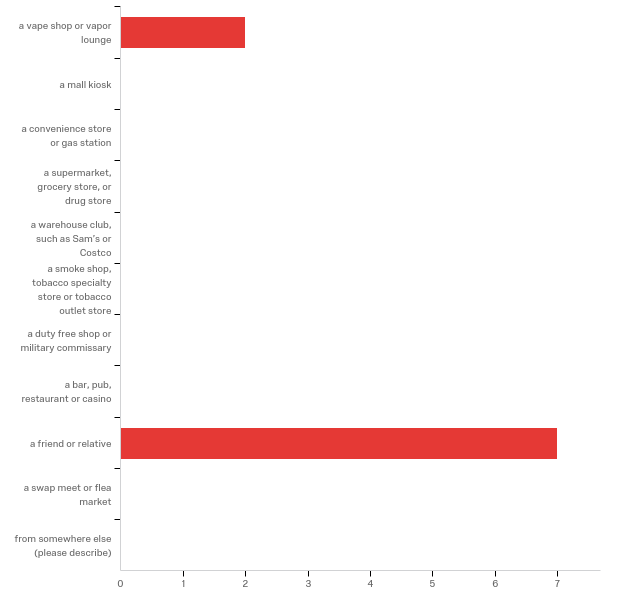 a vape shop or vapor
lounge
a mall kiosk
a convenience store
or gas station
a supermarket,
grocery store, or
drug store
a warehouse club,
such as Sam's or
Costco
a smoke shop,
tobacco specialty
store or tobacco
outlet store
a duty free shop or
military commissary
a bar, pub,
restaurant or casino
a friend or relative
a swap meet or flea
market
from somewhere else
(please describe)
0 1 2 3 4 5 6 7